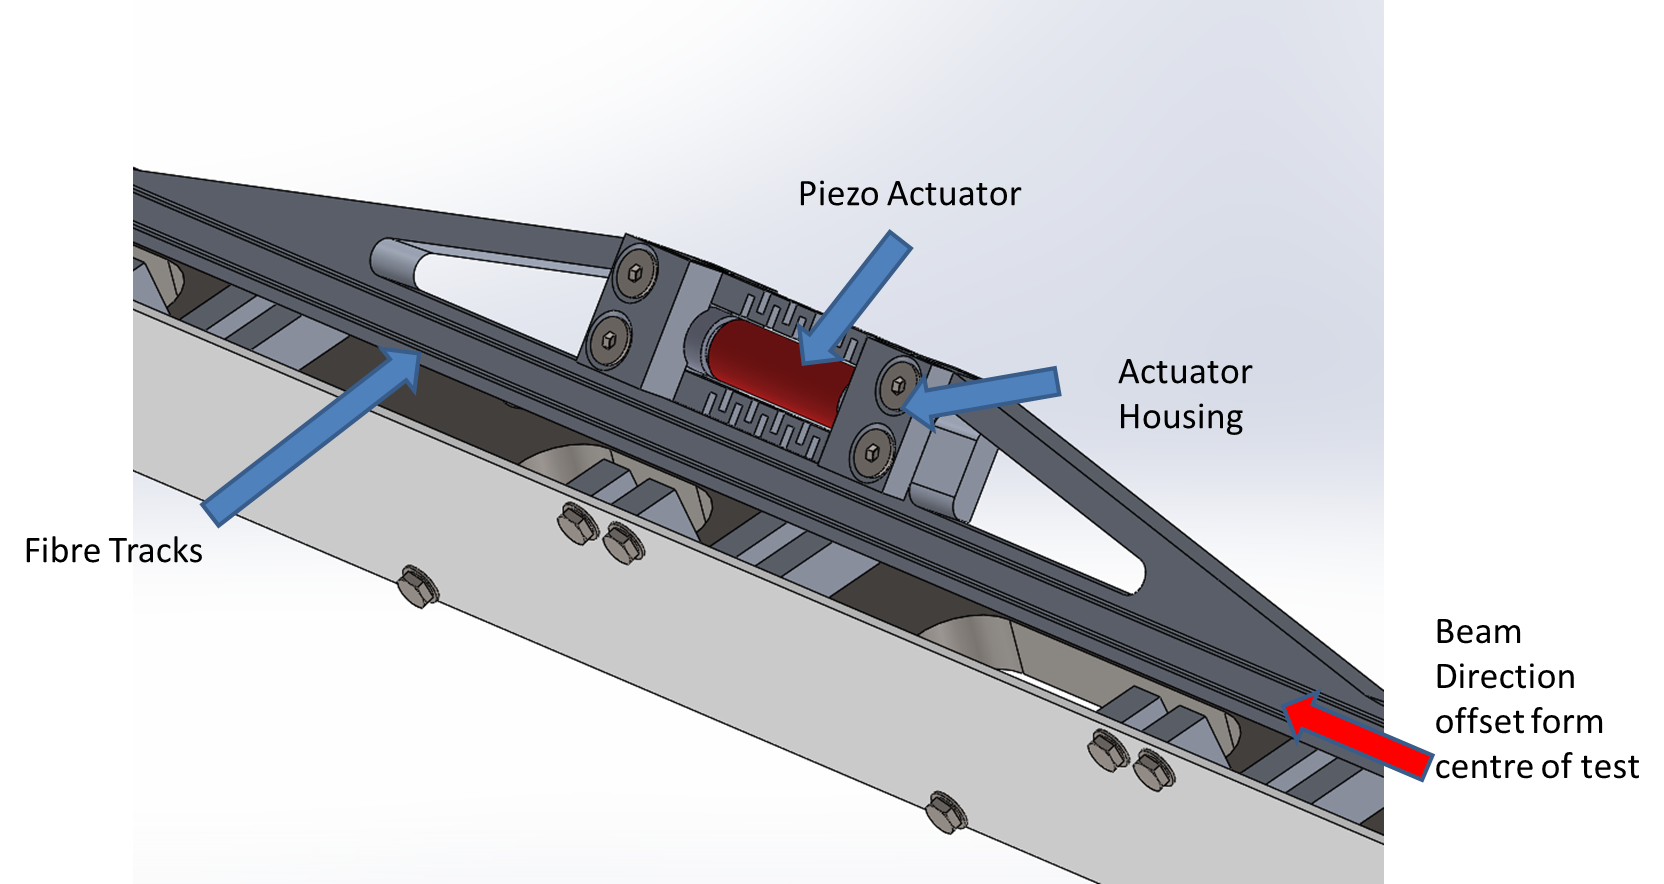 Piezo Actuator
Actuator
Housing
Fibre Tracks
Beam
Direction
offset form
centre of test